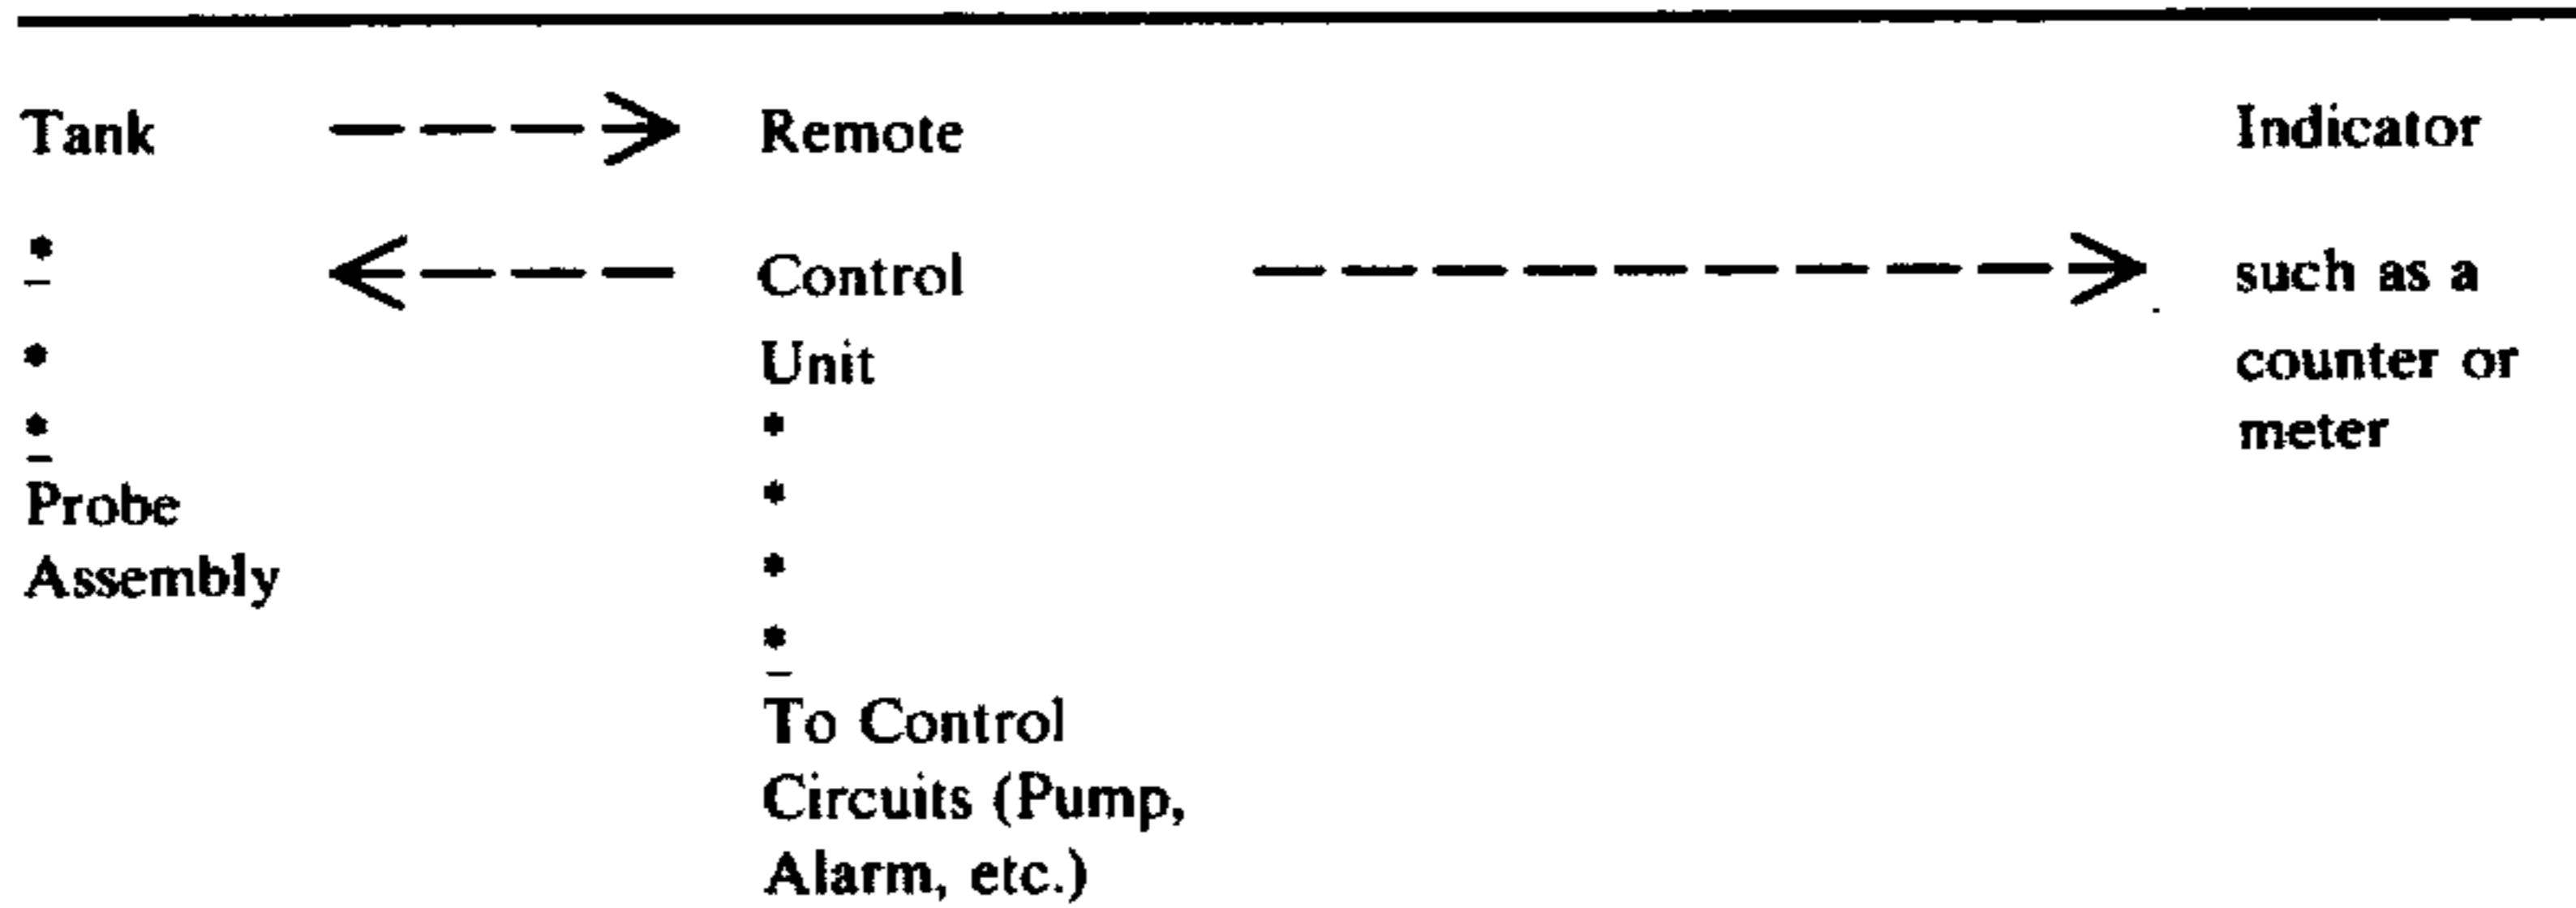 Tank Remote Indicator
* Control such as a
* Unit counter or
* * meter
Probe *
Assembly *
*
To Control
Circuits (Pump,
Alarm, etc.)